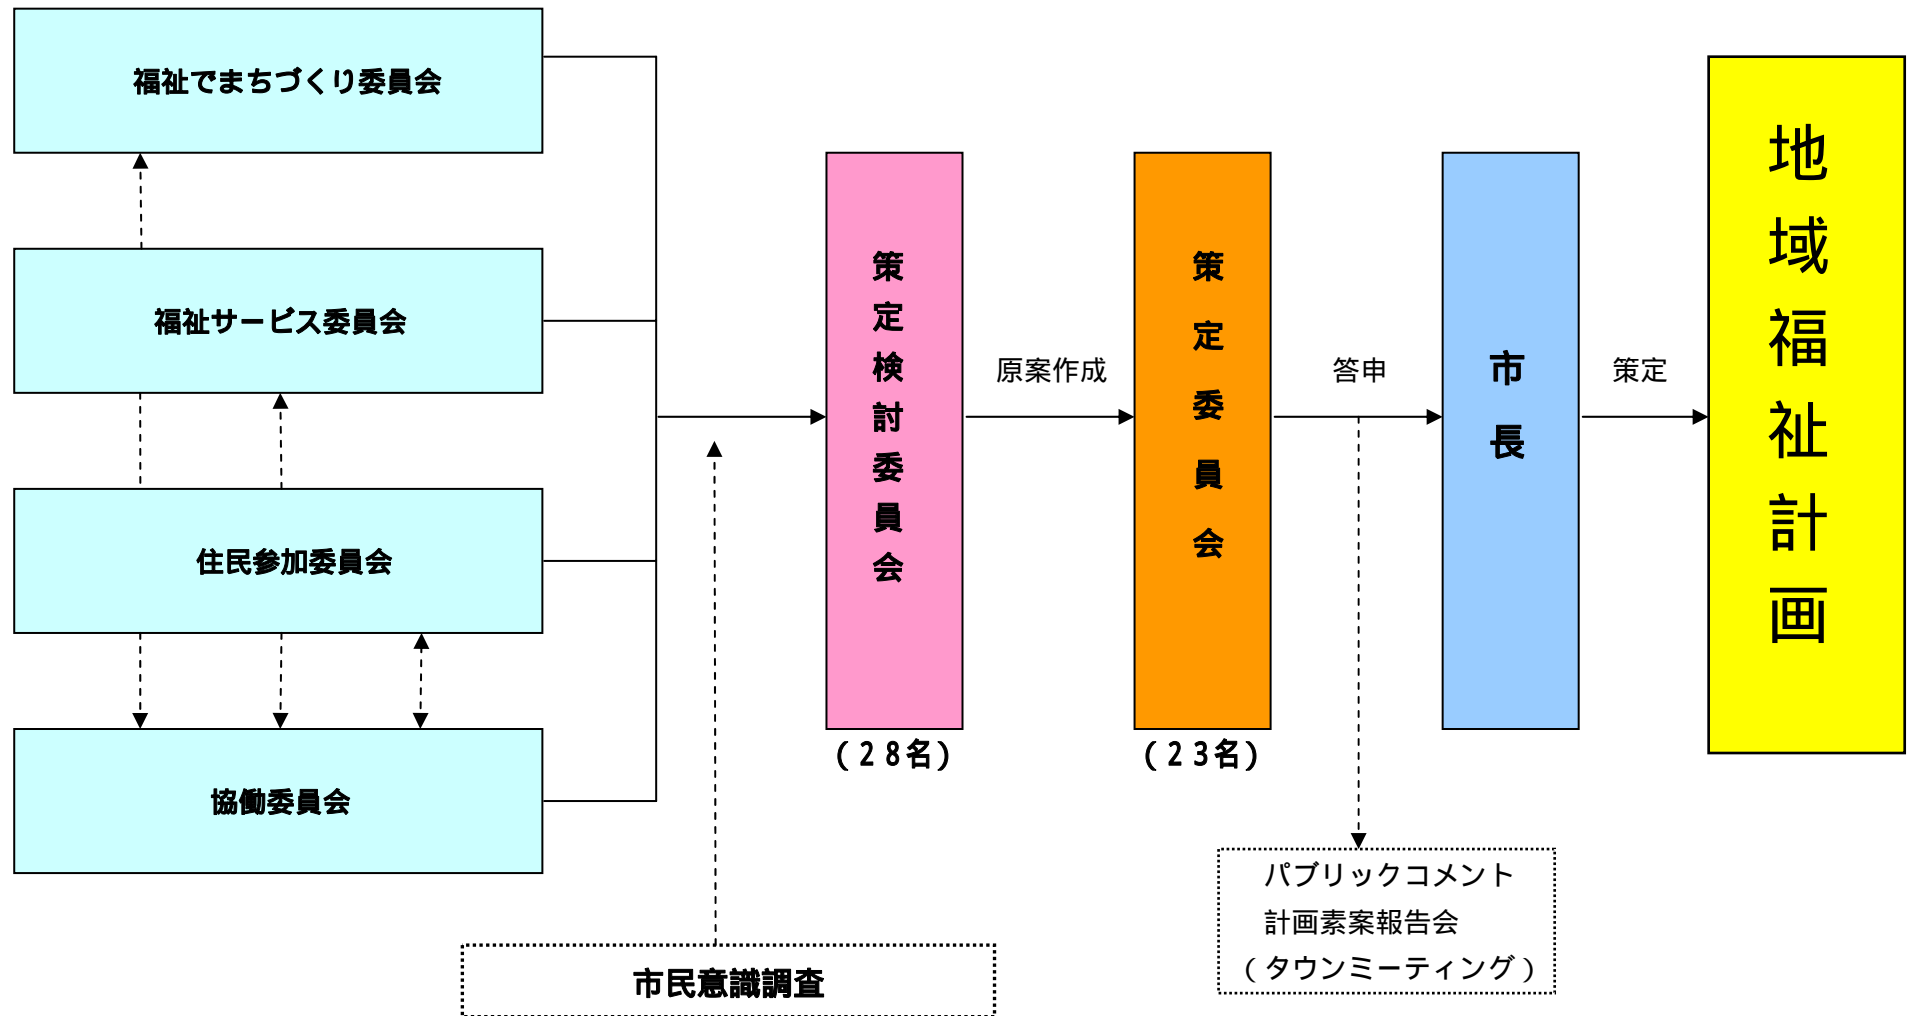 福祉でまちづくり委員会
福祉サービス委員会
住民参加委員会
協働委員会
市民意識調査
策定検討委員会
（２８名）
原案作成
策定委員会
（２３名）
答申
パブリックコメント
計画素案報告会
（タウンミーティング）
市長
策定
地域福祉計画